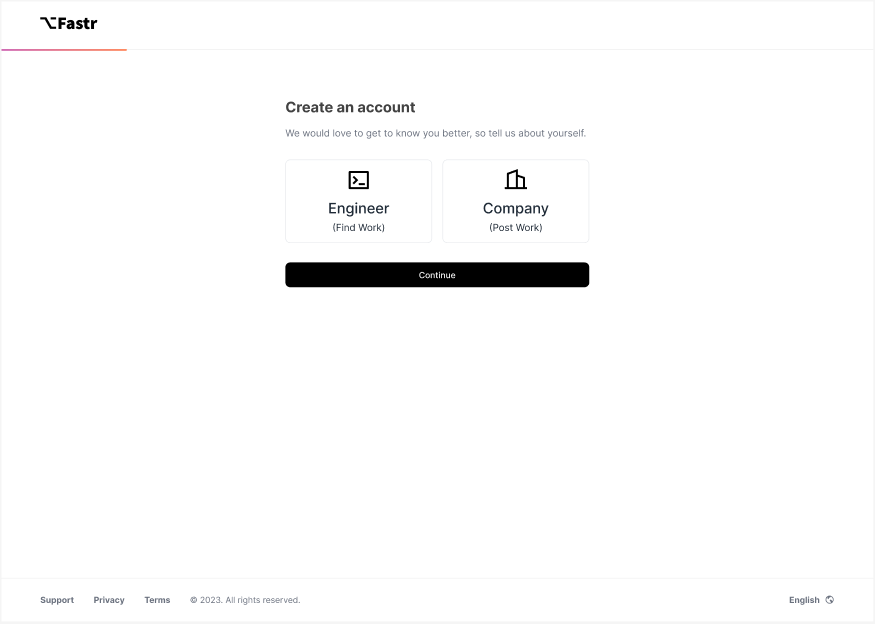 ⌥Fastr
Create an account
We would love to get to know you better, so tell us about yourself.
Engineer
(Find Work)
Company
(Post Work)
Continue
Support
Privacy
Terms
© 2023. All rights reserved.
English